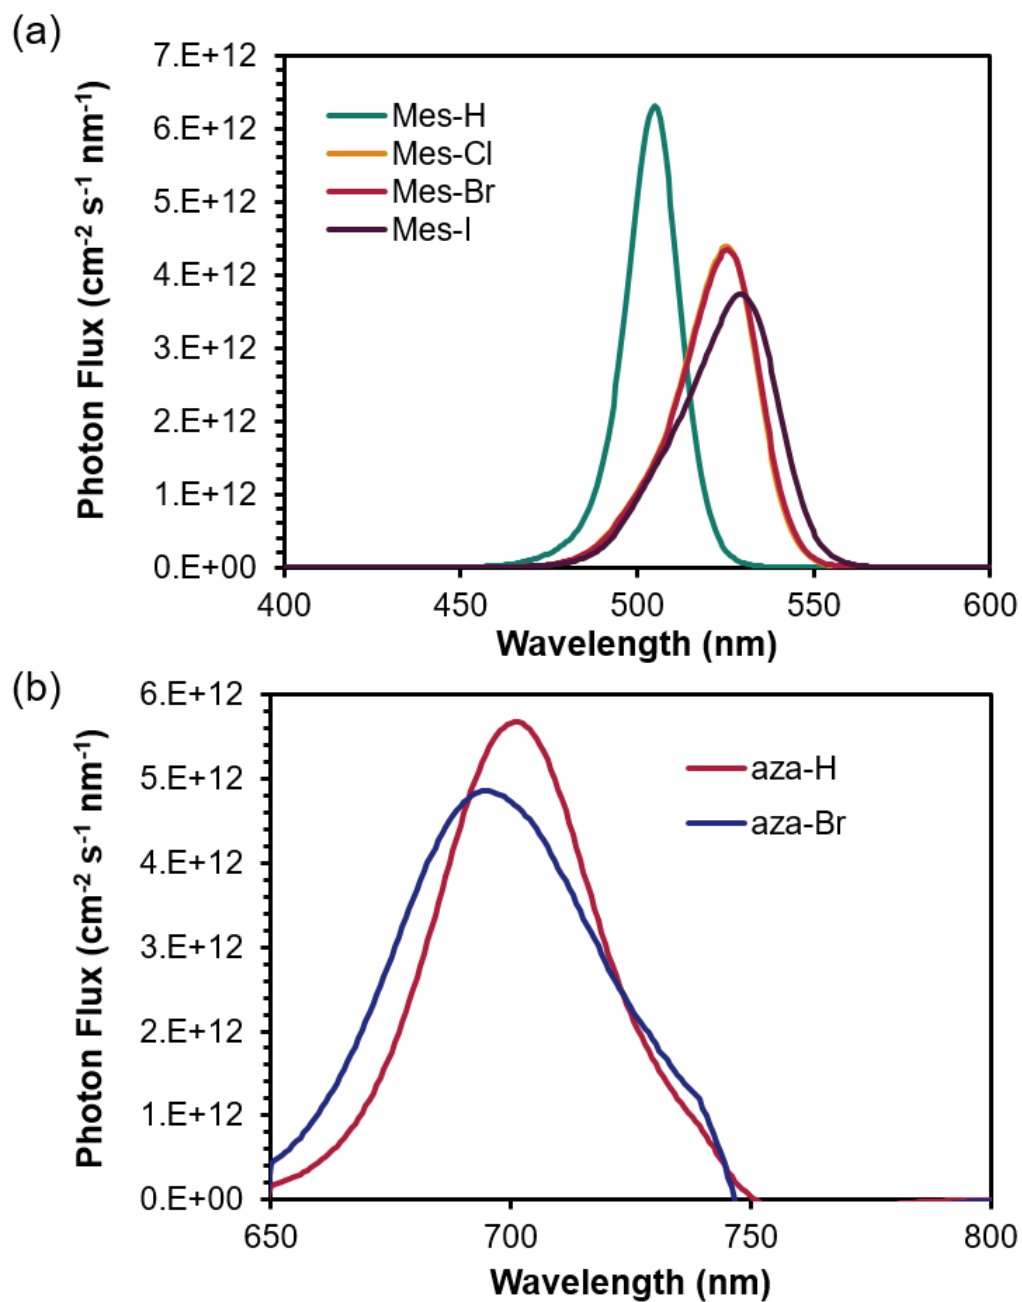 (a)
Photon Flux (cm⁻² s⁻¹ nm⁻¹)
7.E+12
6.E+12
5.E+12
4.E+12
3.E+12
2.E+12
1.E+12
0.E+00
Mes-H
Mes-Cl
Mes-Br
Mes-I
400 450 500 550 600
Wavelength (nm)
(b)
Photon Flux (cm⁻² s⁻¹ nm⁻¹)
6.E+12
5.E+12
4.E+12
3.E+12
2.E+12
1.E+12
0.E+00
aza-H
aza-Br
650 700 750 800
Wavelength (nm)